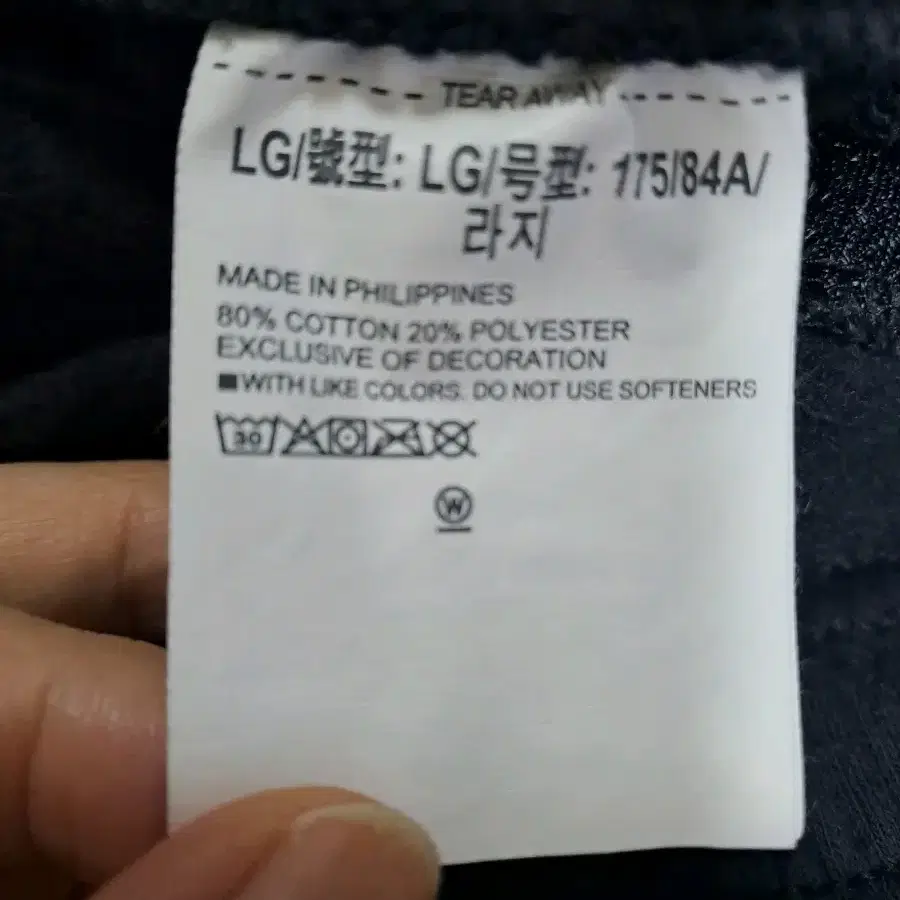 TEAR AWAY
LG/號型: LG/号型: 175/84A/
라지
MADE IN PHILIPPINES
80% COTTON 20% POLYESTER
EXCLUSIVE OF DECORATION
■WITH LIKE COLORS. DO NOT USE SOFTENERS
30
W